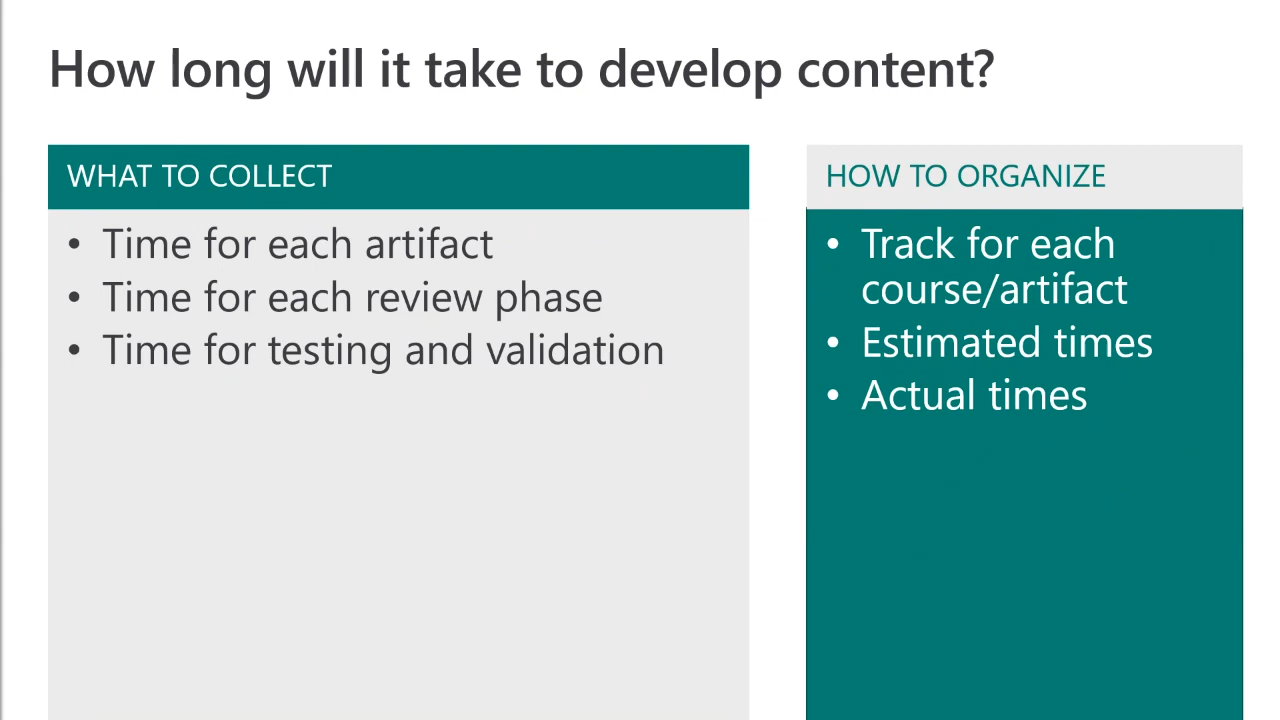 How long will it take to develop content?
WHAT TO COLLECT
• Time for each artifact
• Time for each review phase
• Time for testing and validation
HOW TO ORGANIZE
• Track for each
course/artifact
• Estimated times
• Actual times